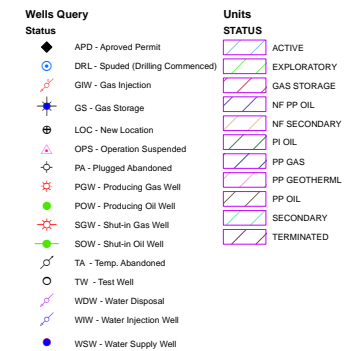 Wells Query
Status
APD - Aproved Permit
DRL - Spuded (Drilling Commenced)
GIW - Gas Injection
GS - Gas Storage
LOC - New Location
OPS - Operation Suspended
PA - Plugged Abandoned
PGW - Producing Gas Well
POW - Producing Oil Well
SGW - Shut-in Gas Well
SOW - Shut-in Oil Well
TA - Temp. Abandoned
TW - Test Well
WDW - Water Disposal
WIW - Water Injection Well
WSW - Water Supply Well
Units
STATUS
ACTIVE
EXPLORATORY
GAS STORAGE
NF PP OIL
NF SECONDARY
PI OIL
PP GAS
PP GEOTHERML
PP OIL
SECONDARY
TERMINATED